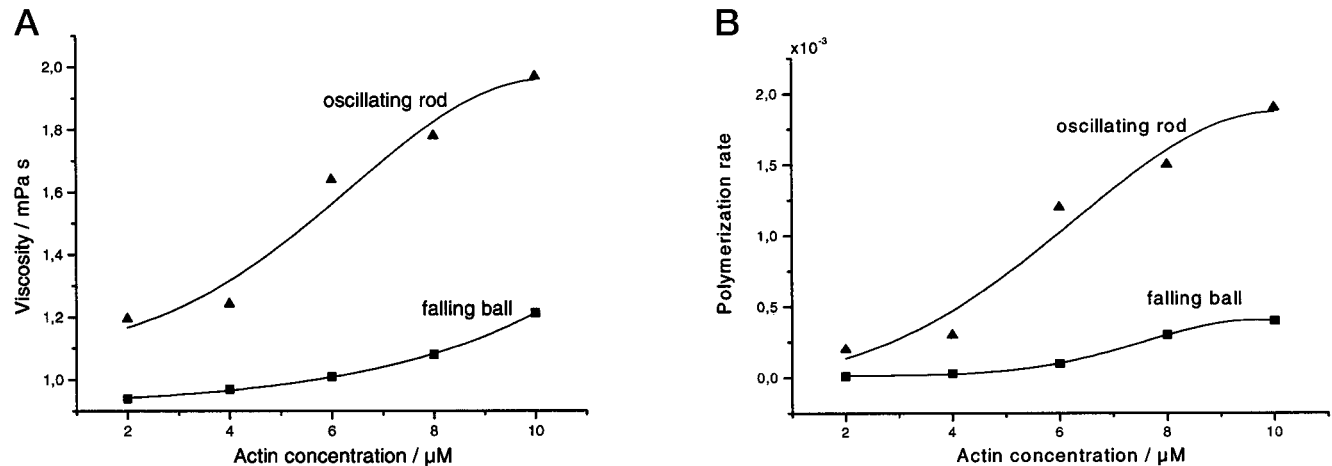 A
2,0
1,8
1,6
1,4
1,2
1,0
Viscosity / mPa s
oscillating rod
falling ball
2 4 6 8 10
Actin concentration / µM
B
x10-3
2,0
1,5
1,0
0,5
0,0
Polymerization rate
oscillating rod
falling ball
2 4 6 8 10
Actin concentration / µM